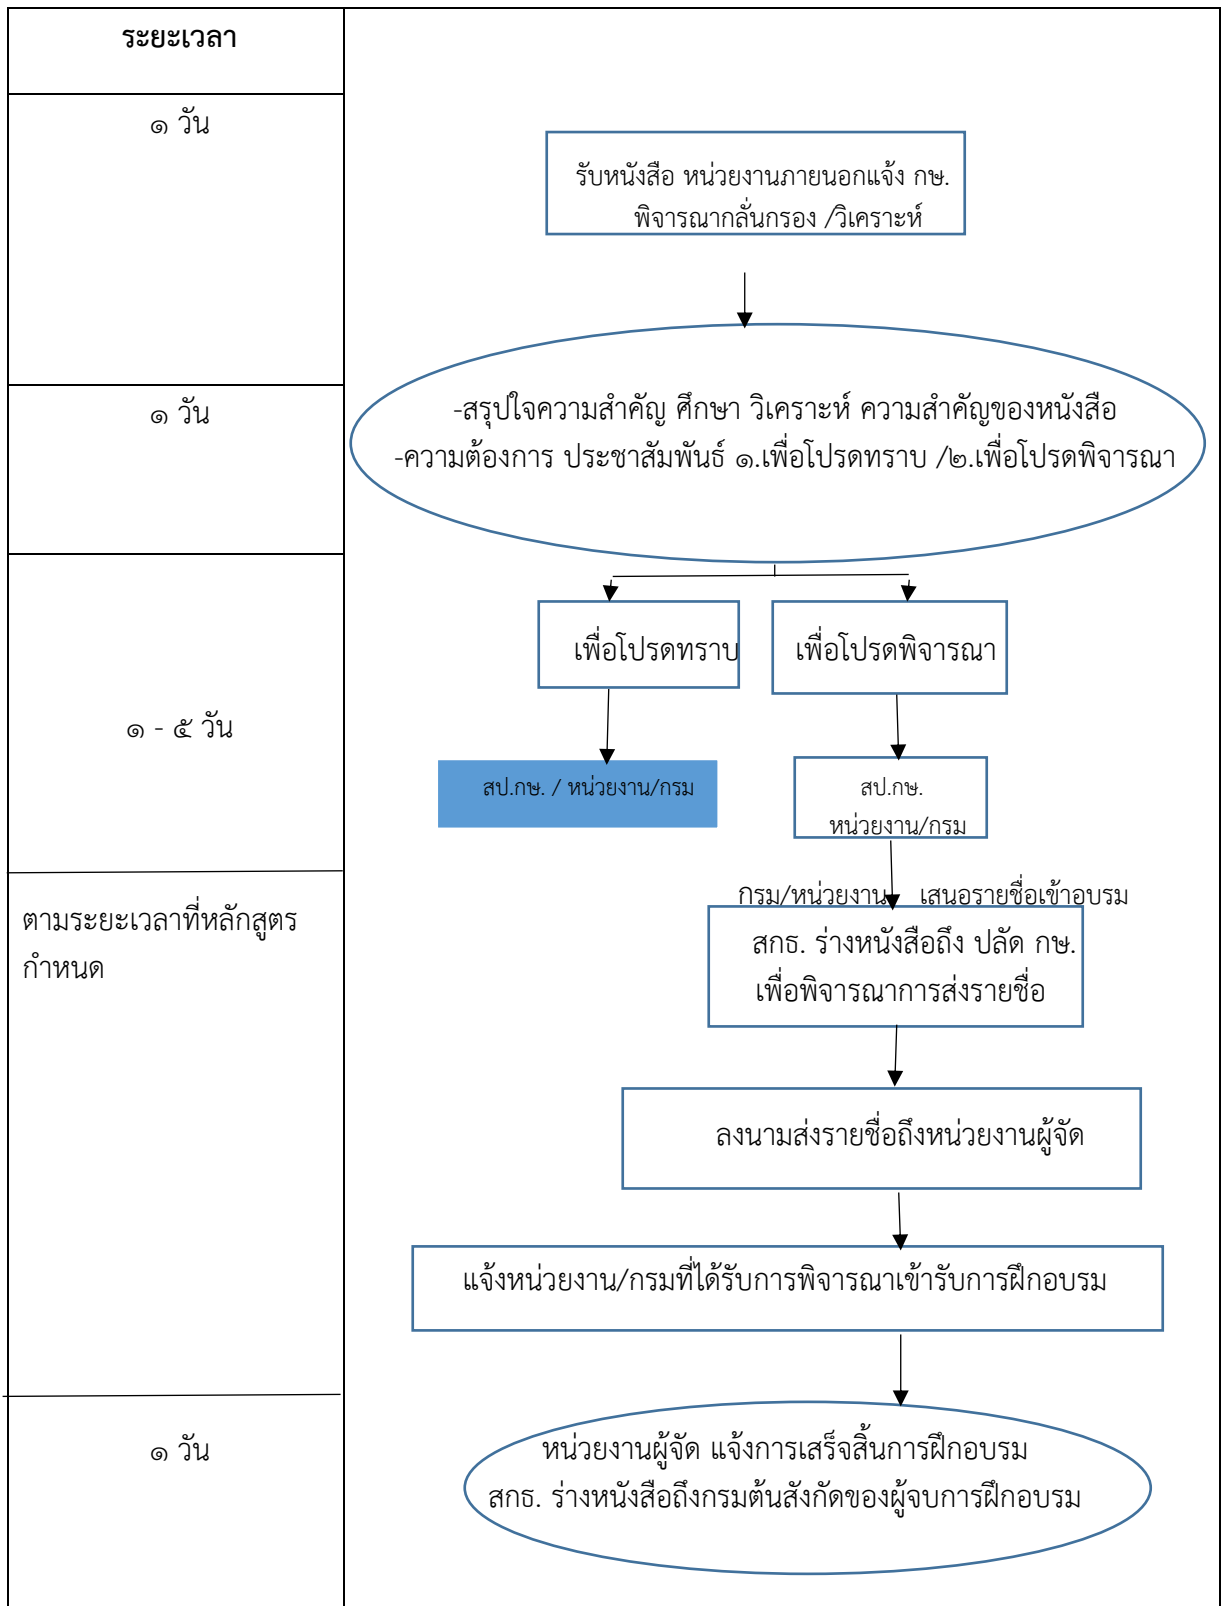 ระยะเวลา
๑ วัน
รับหนังสือ หน่วยงานภายนอกแจ้ง กษ.
พิจารณากลั่นกรอง /วิเคราะห์
๑ วัน
-สรุปใจความสำคัญ ศึกษา วิเคราะห์ ความสำคัญของหนังสือ
-ความต้องการ ประชาสัมพันธ์ ๑.เพื่อโปรดทราบ /๒.เพื่อโปรดพิจารณา
เพื่อโปรดทราบ
เพื่อโปรดพิจารณา
๑ - ๕ วัน
สป.กษ. / หน่วยงาน/กรม
สป.กษ.
หน่วยงาน/กรม
กรม/หน่วยงาน เสนอรายชื่อเข้าอบรม
ตามระยะเวลาที่หลักสูตร
กำหนด
สกธ. ร่างหนังสือถึง ปลัด กษ.
เพื่อพิจารณาการส่งรายชื่อ
ลงนามส่งรายชื่อถึงหน่วยงานผู้จัด
แจ้งหน่วยงาน/กรมที่ได้รับการพิจารณาเข้ารับการฝึกอบรม
๑ วัน
หน่วยงานผู้จัด แจ้งการเสร็จสิ้นการฝึกอบรม
สกธ. ร่างหนังสือถึงกรมต้นสังกัดของผู้จบการฝึกอบรม